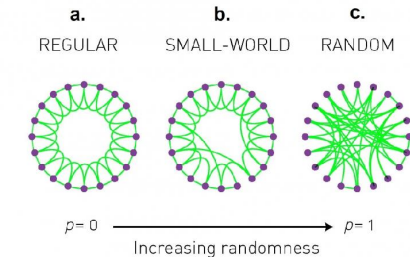 a. b. c.
REGULAR SMALL-WORLD RANDOM
p= 0 p= 1
Increasing randomness